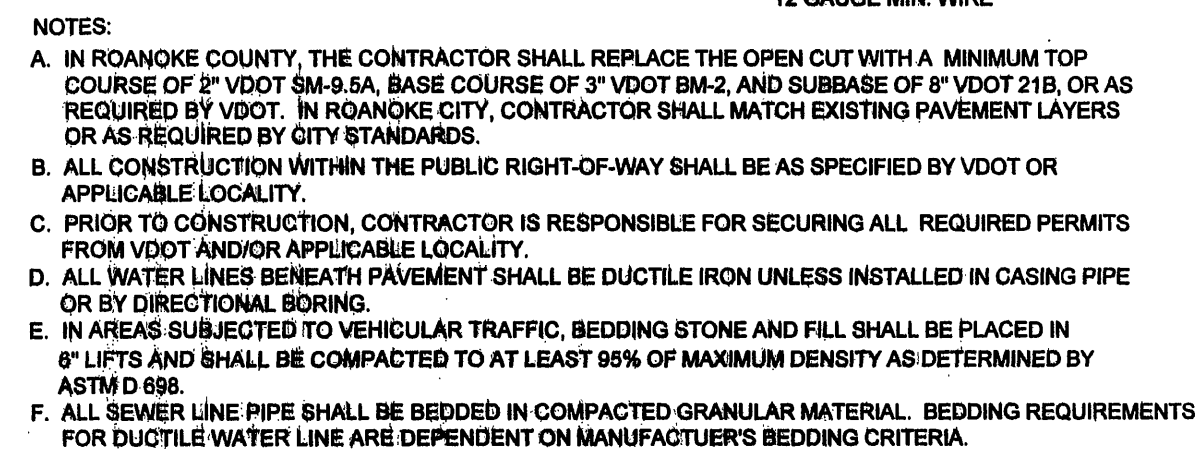 12 GAUGE MIN. WIRE
NOTES:
A. IN ROANOKE COUNTY, THE CONTRACTOR SHALL REPLACE THE OPEN CUT WITH A MINIMUM TOP
COURSE OF 2" VDOT SM-9.5A, BASE COURSE OF 3" VDOT BM-2, AND SUBBASE OF 8" VDOT 21B, OR AS
REQUIRED BY VDOT. IN ROANOKE CITY, CONTRACTOR SHALL MATCH EXISTING PAVEMENT LAYERS
OR AS REQUIRED BY CITY STANDARDS.
B. ALL CONSTRUCTION WITHIN THE PUBLIC RIGHT-OF-WAY SHALL BE AS SPECIFIED BY VDOT OR
APPLICABLE LOCALITY.
C. PRIOR TO CONSTRUCTION, CONTRACTOR IS RESPONSIBLE FOR SECURING ALL REQUIRED PERMITS
FROM VDOT AND/OR APPLICABLE LOCALITY.
D. ALL WATER LINES BENEATH PAVEMENT SHALL BE DUCTILE IRON UNLESS INSTALLED IN CASING PIPE
OR BY DIRECTIONAL BORING.
E. IN AREAS SUBJECTED TO VEHICULAR TRAFFIC, BEDDING STONE AND FILL SHALL BE PLACED IN
6" LIFTS AND SHALL BE COMPACTED TO AT LEAST 95% OF MAXIMUM DENSITY AS DETERMINED BY
ASTM D 698.
F. ALL SEWER LINE PIPE SHALL BE BEDDED IN COMPACTED GRANULAR MATERIAL. BEDDING REQUIREMENTS
FOR DUCTILE WATER LINE ARE DEPENDENT ON MANUFACTUER'S BEDDING CRITERIA.